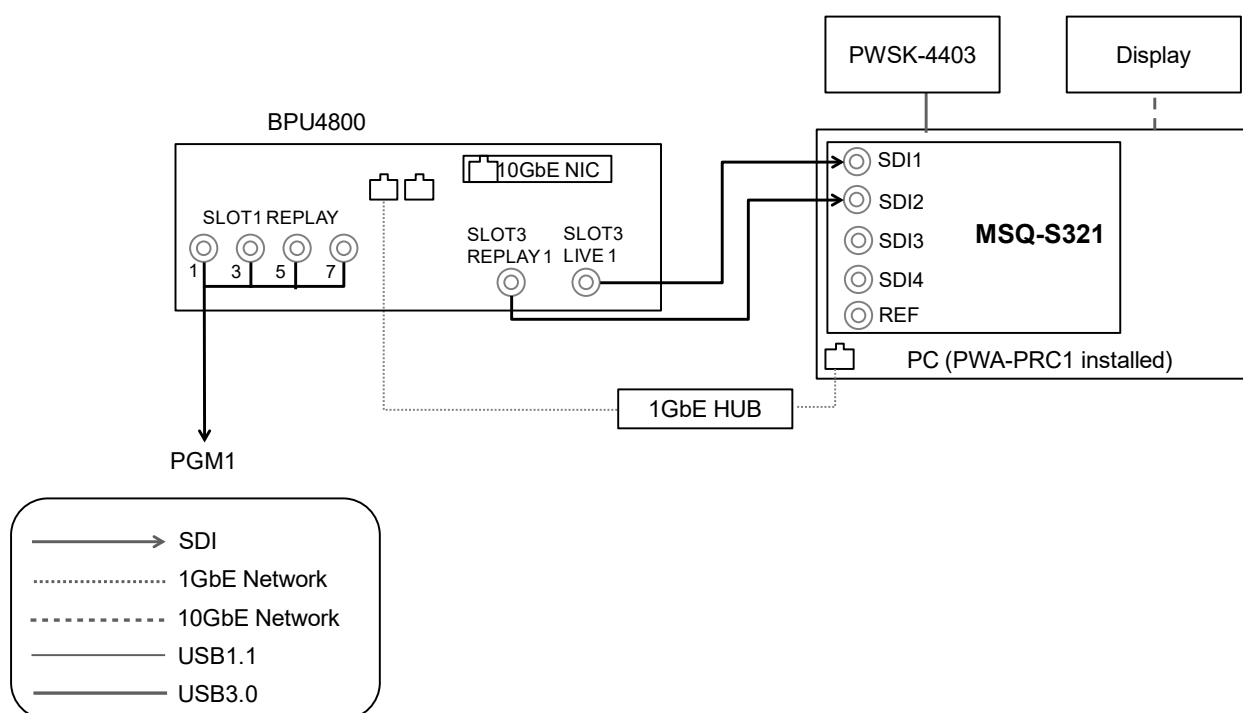 PWSK-4403
Display
BPU4800
10GbE NIC
SLOT1 REPLAY
1 3 5 7
SLOT3
REPLAY 1
SLOT3
LIVE 1
SDI1
SDI2
SDI3
SDI4
REF
MSQ-S321
PC (PWA-PRC1 installed)
1GbE HUB
PGM1
SDI
1GbE Network
10GbE Network
USB1.1
USB3.0